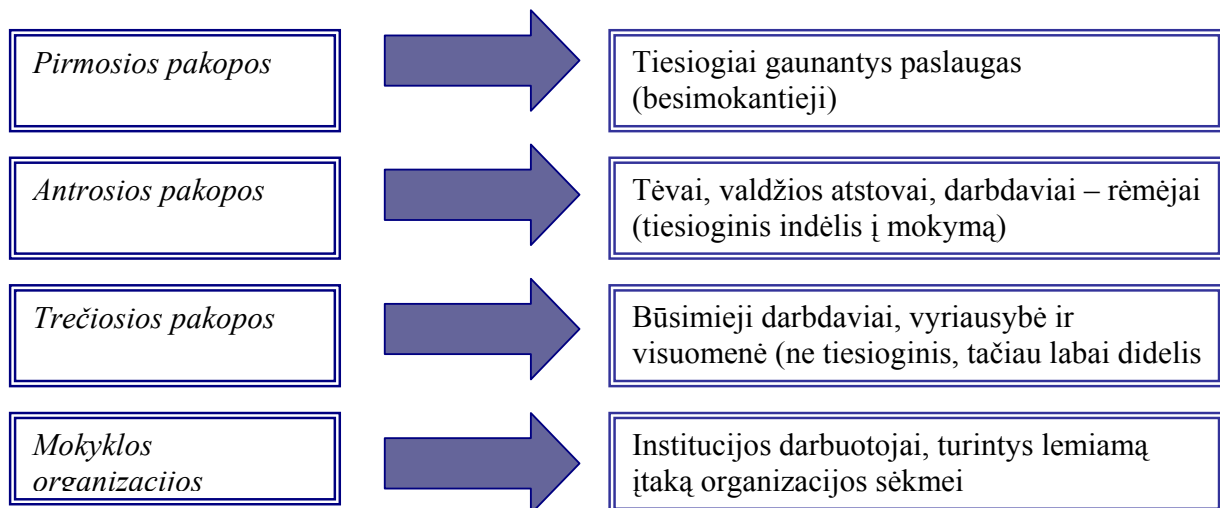 Pirmosios pakopos
Tiesiogiai gaunantys paslaugas
(besimokantieji)
Antrosios pakopos
Tėvai, valdžios atstovai, darbdaviai – rėmėjai
(tiesioginis indėlis į mokymą)
Trečiosios pakopos
Būsimieji darbdaviai, vyriausybė ir
visuomenė (ne tiesioginis, tačiau labai didelis
Mokyklos
organizacijos
Institucijos darbuotojai, turintys lemiamą
įtaką organizacijos sėkmei